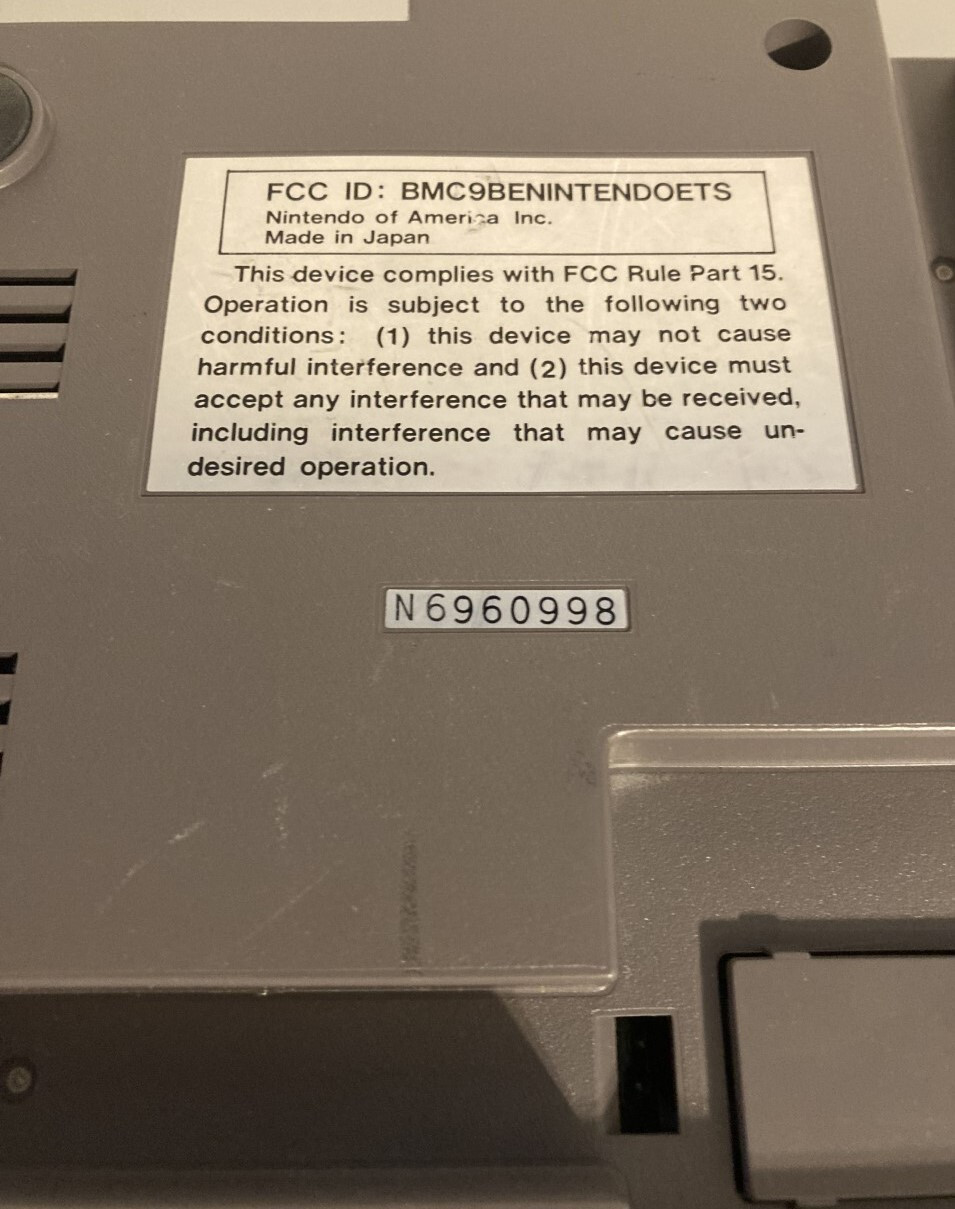 FCC ID: BMC9BENINTENDOETS
Nintendo of America Inc.
Made in Japan
This device complies with FCC Rule Part 15.
Operation is subject to the following two
conditions: (1) this device may not cause
harmful interference and (2) this device must
accept any interference that may be received,
including interference that may cause un-
desired operation.
N6960998